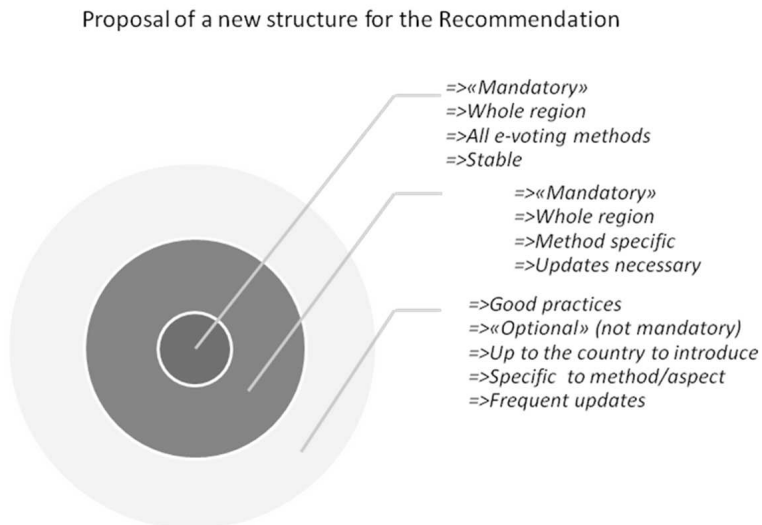 Proposal of a new structure for the Recommendation
=>«Mandatory»
=>Whole region
=>All e-voting methods
=>Stable
=>«Mandatory»
=>Whole region
=>Method specific
=>Updates necessary
=>Good practices
=>«Optional» (not mandatory)
=>Up to the country to introduce
=>Specific to method/aspect
=>Frequent updates